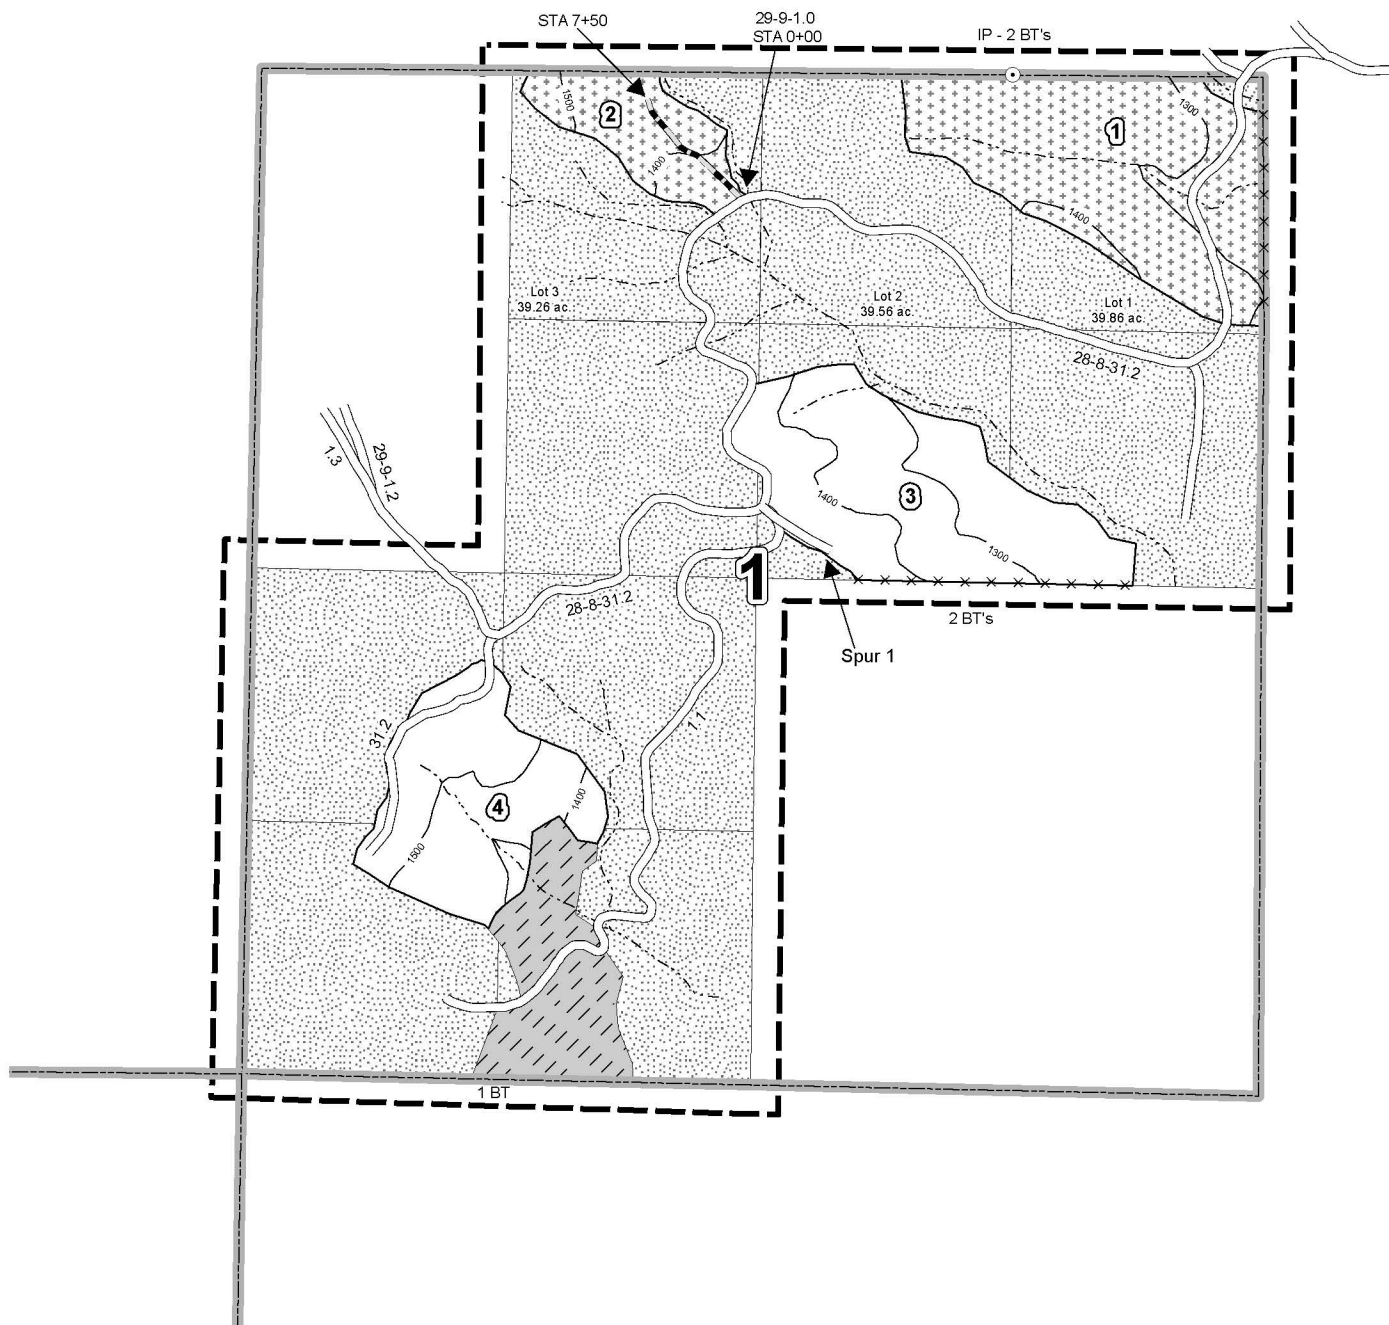 STA 7+50
29-9-1.0
STA 0+00
IP - 2 BT's
1500
2
1400
1
1300
1400
Lot 3
39.26 ac.
Lot 2
39.56 ac.
Lot 1
39.86 ac.
28-8-31.2
29-9-1.2
1.3
1400
3
1300
1
28-8-31.2
2 BT's
Spur 1
31.2
1.1
4
1400
1500
1 BT